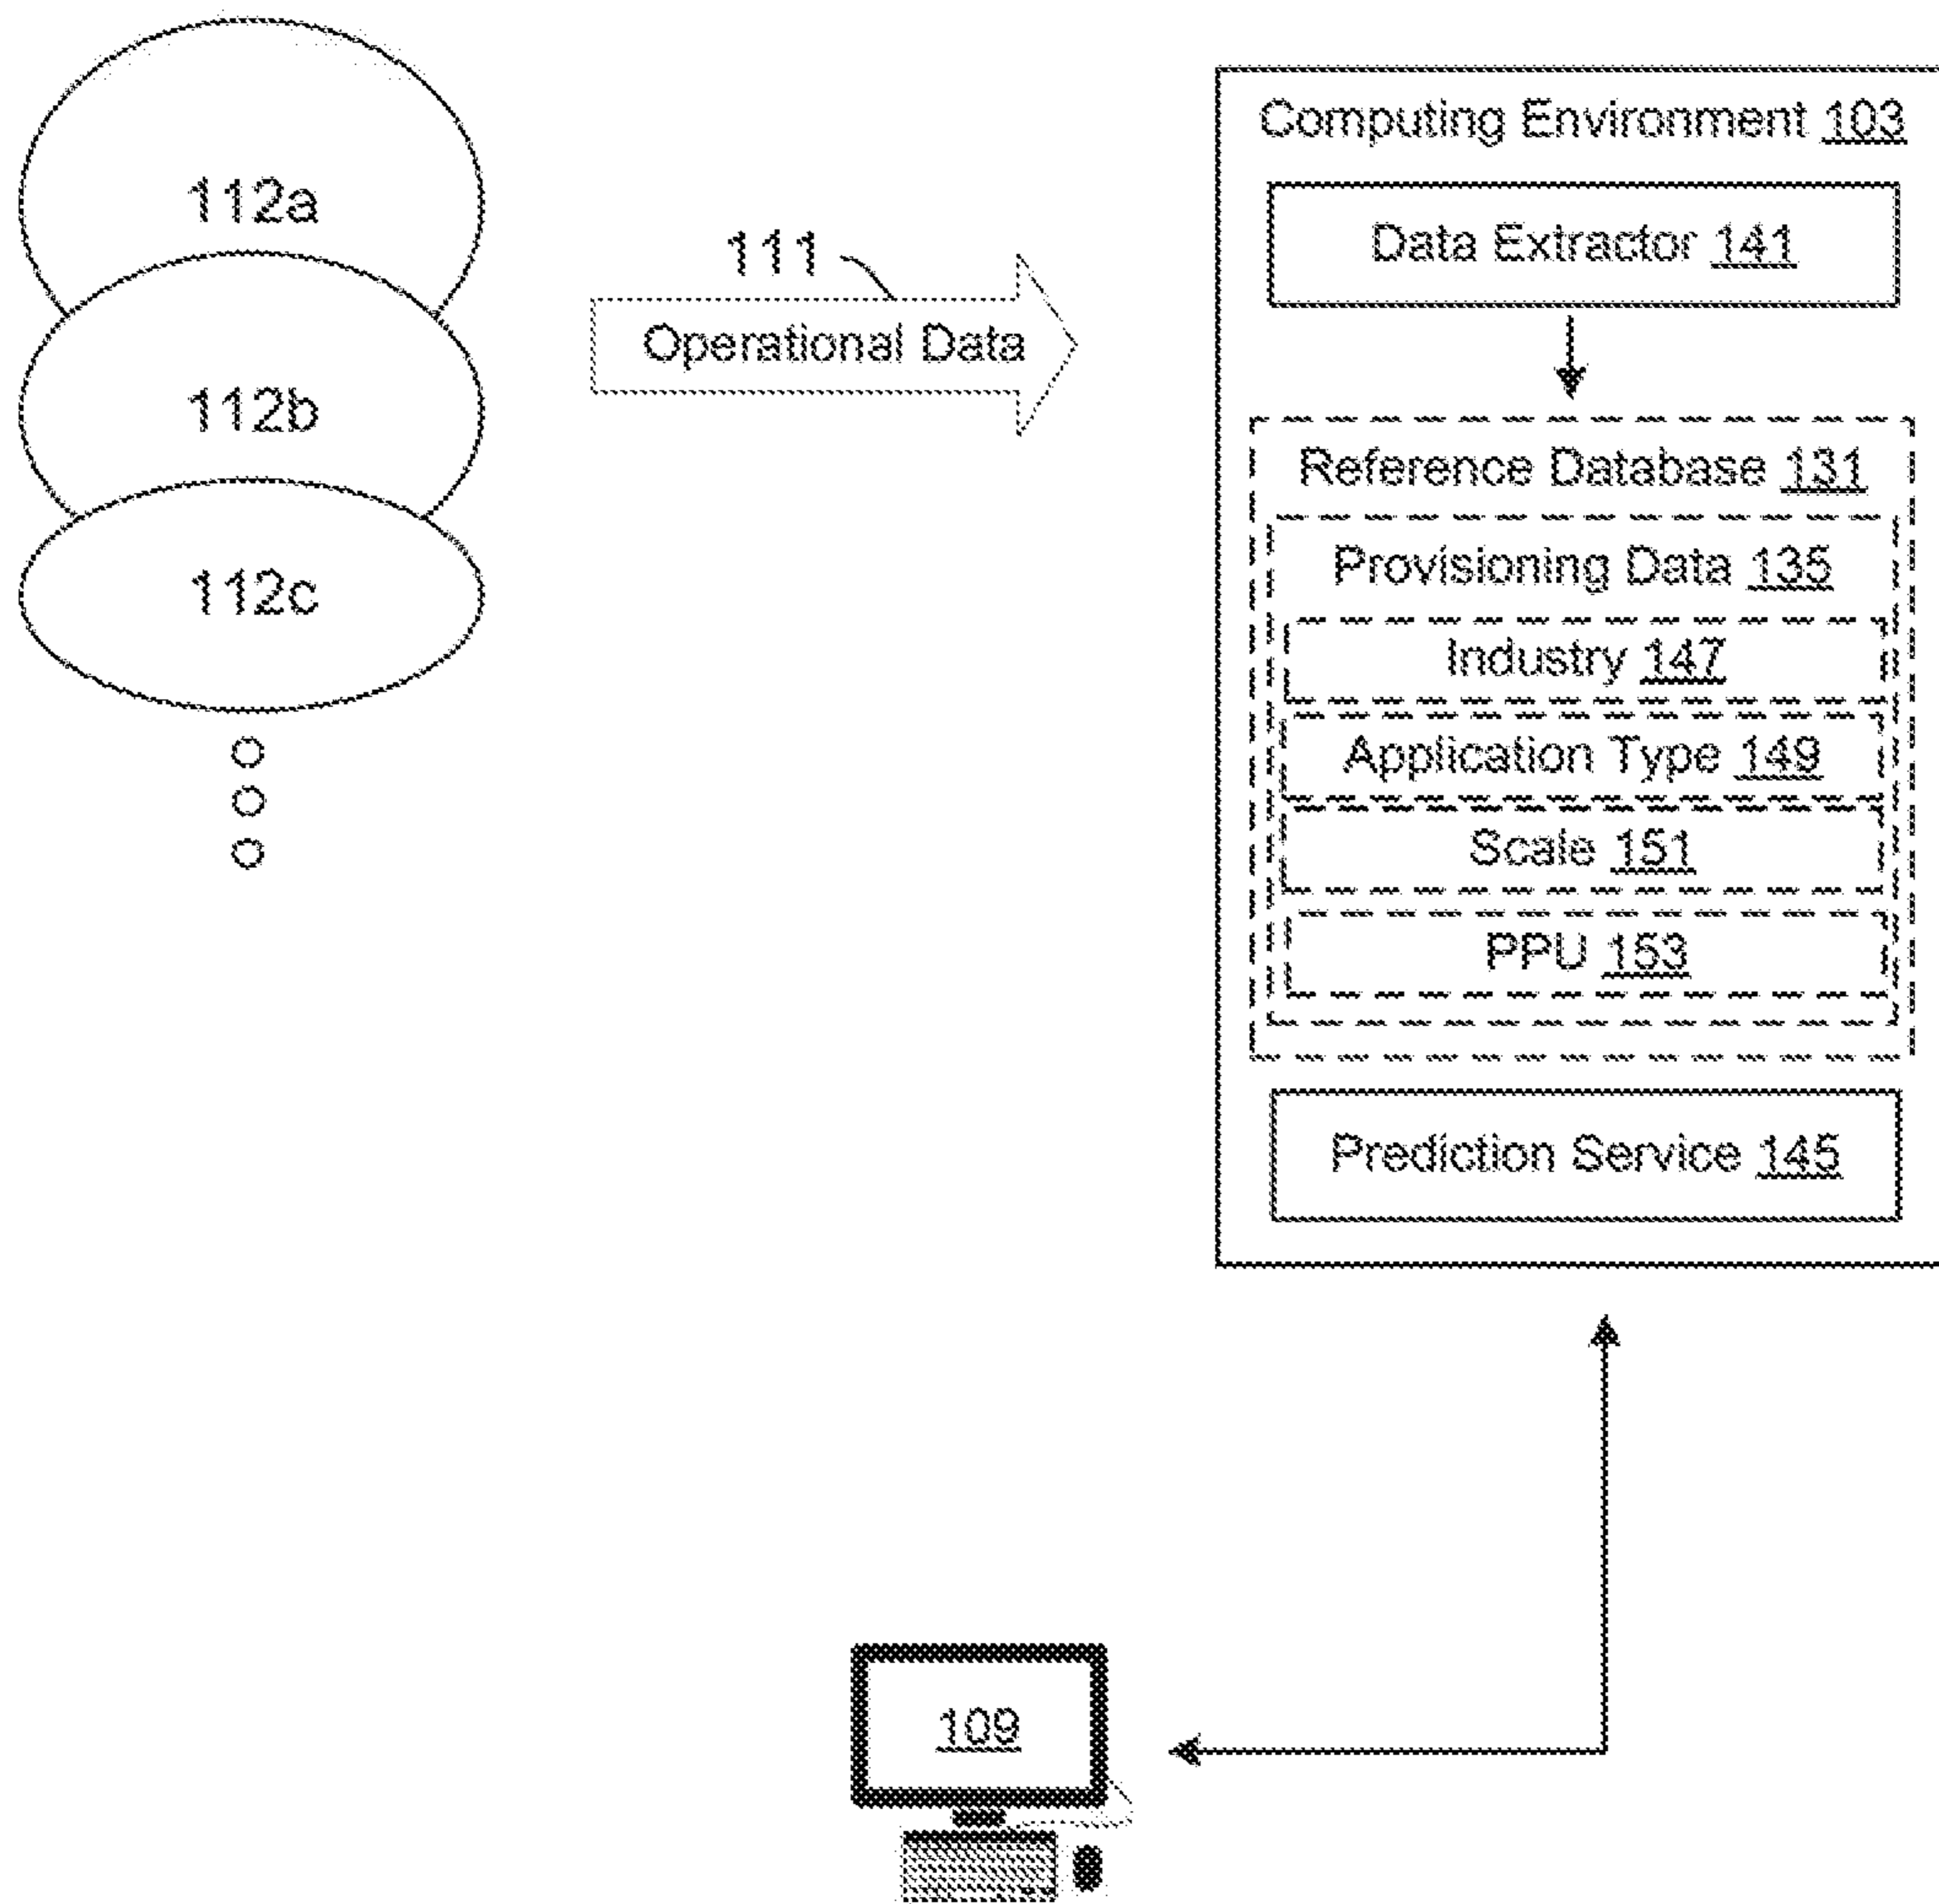 112a
112b
112c
111
Operational Data
Computing Environment 103
Data Extractor 141
Reference Database 131
Provisioning Data 135
Industry 147
Application Type 149
Scale 151
PPU 153
Prediction Service 145
109